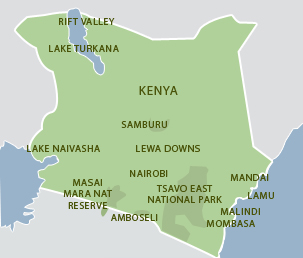 RIFT VALLEY
LAKE TURKANA
KENYA
SAMBURU
LAKE NAIVASHA
LEWA DOWNS
NAIROBI
MASAI
MARA NAT
RESERVE
TSAVO EAST
NATIONAL PARK
MANDAI
LAMU
AMBOSELI
MALINDI
MOMBASA